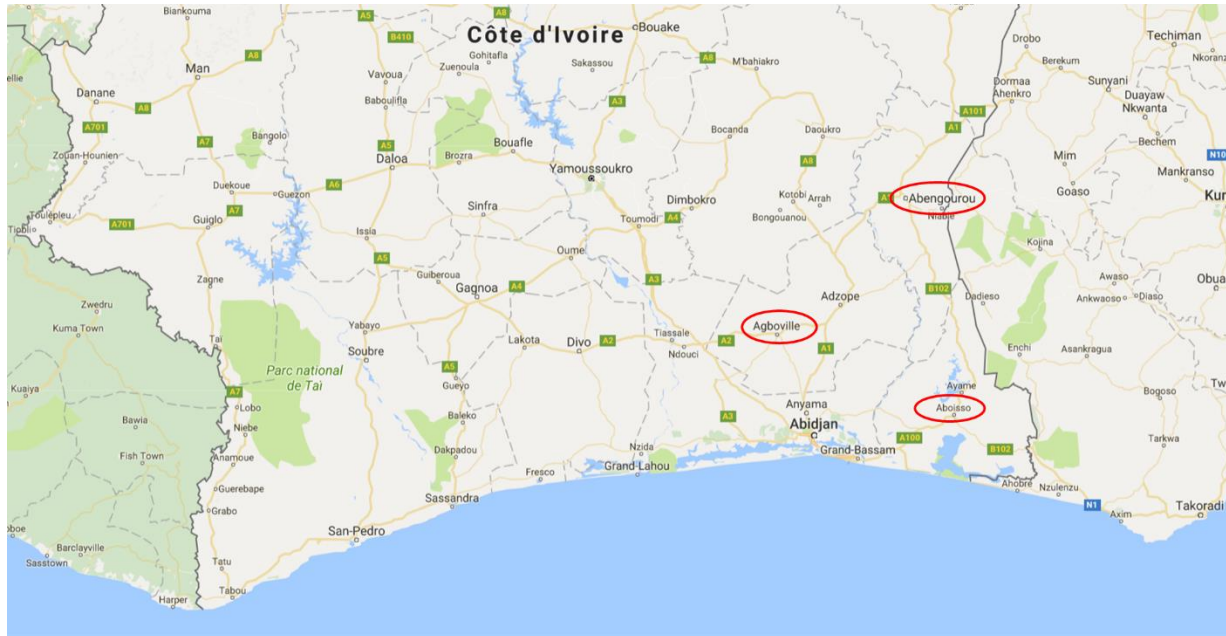 Biankouma
A5
A8
Côte d'Ivoire
Bouake
Techiman
Drobo
B410
Gohitafla
A8
Man
Zuenoula
Sakassou
A8
M'bahiakro
Berekum
Vavoua
Sunyani
Danane
Dormaa
Ahenkro
Duayaw
Nkwanta
A8
Baboulifla
A3
A101
A701
A7
Bangolo
A5
Bouafle
Bocanda
Daoukro
A1
Bechem
Zouan-Hounien
Daloa
Brozra
Yamoussoukro
A8
Mim
N10
Mankranso
Duekoue
Guezon
A6
Dimbokro
Kotobi
Arrah
Abengourou
Goaso
Kur
Toulépleu
A701
Guiglo
A7
Sinfra
Toumodi
A4
Bongouanou
Niable
Issia
Oume
Kojina
A5
Guiberoua
A4
A3
Zagne
Gagnoa
B102
Awaso
Obua
Zwedru
Adzope
Dadieso
Ankwaoso
Diaso
Kuma Town
Yabayo
Lakota
Divo
A2
Tiassale
A2
Agboville
A1
Tai
Soubre
Ndouci
Enchi
Asankragua
Parc national
de Taï
A5
Gueyo
Ayame
Kuaiya
A7
Lobo
Baleko
A3
Anyama
Aboisso
Bogoso
Bawia
Niebe
Abidjan
A100
Tarkwa
Fish Town
Anamoue
Dakpadou
Nzida
Grand-Bassam
B102
Guerebape
Fresco
Grand Lahou
Ahobre
Nzulenzu
Grabo
Sassandra
N1
Axim
Takoradi
San-Pedro
Barclayville
Sasstown
Tatu
Tabou
Harper